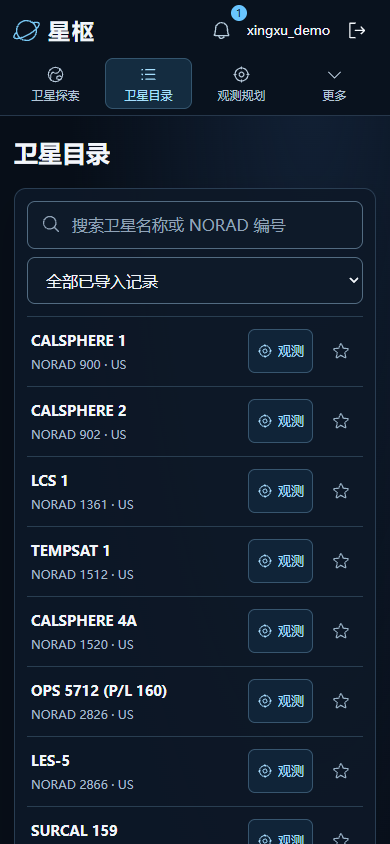 星枢
1
xingxu_demo
卫星探索
卫星目录
观测规划
更多
卫星目录
搜索卫星名称或 NORAD 编号
全部已导入记录
CALSPHERE 1
NORAD 900 · US
观测
CALSPHERE 2
NORAD 902 · US
观测
LCS 1
NORAD 1361 · US
观测
TEMPSAT 1
NORAD 1512 · US
观测
CALSPHERE 4A
NORAD 1520 · US
观测
OPS 5712 (P/L 160)
NORAD 2826 · US
观测
LES-5
NORAD 2866 · US
观测
SURCAL 159
观测